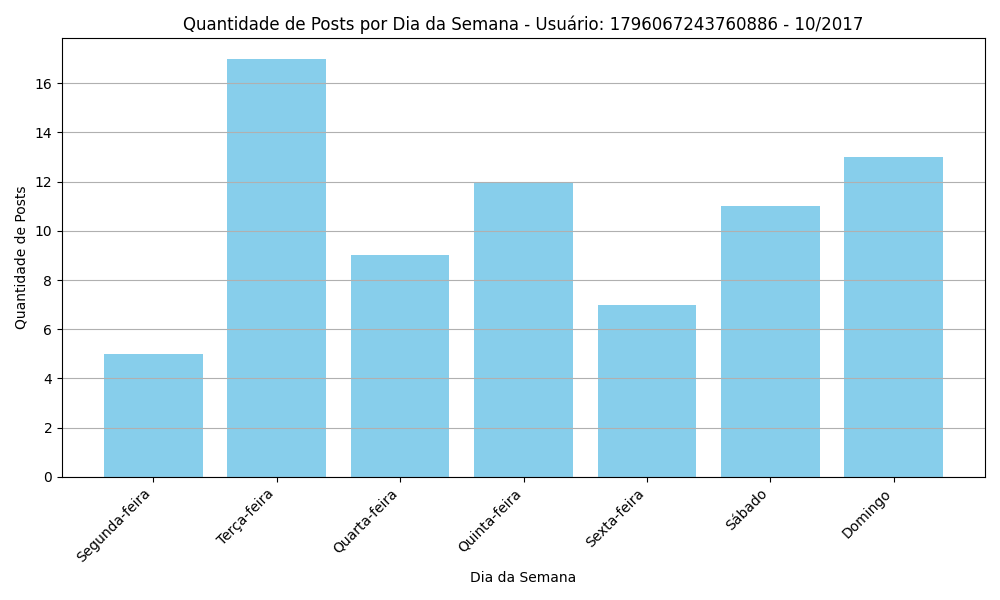 Quantidade de Posts por Dia da Semana - Usuário: 1796067243760886 - 10/2017
Quantidade de Posts
16
14
12
10
8
6
4
2
0
Segunda-feira
Terça-feira
Quarta-feira
Quinta-feira
Sexta-feira
Sábado
Domingo
Dia da Semana